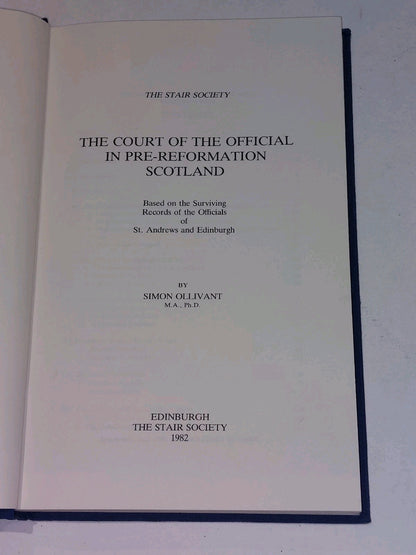 THE STAIR SOCIETY
THE COURT OF THE OFFICIAL
IN PRE-REFORMATION
SCOTLAND
Based on the Surviving
Records of the Officials
of
St. Andrews and Edinburgh
BY
SIMON OLLIVANT
M.A., Ph.D.
EDINBURGH
THE STAIR SOCIETY
1982